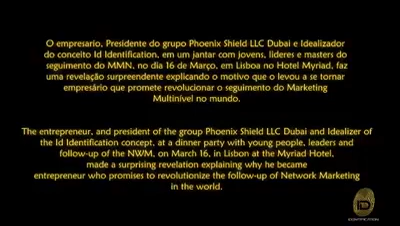 O empresario, Presidente do grupo Phoenix Shield LLC Dubai e Idealizador
do conceito Id Identification, em um jantar com jovens, lideres e masters do
seguimento do MMN, no dia 16 de Março, em Lisboa no Hotel Myriad, faz
uma revelação surpreendente explicando o motivo que o levou a se tornar
empresário que promete revolucionar o seguimento do Marketing
Multinível no mundo.
The entrepreneur, and president of the group Phoenix Shield LLC Dubai and Idealizer of
the Id Identification concept, at a dinner party with young people, leaders and
follow-up of the NWM, on March 16, in Lisbon at the Myriad Hotel,
made a surprising revelation explaining why he became
entrepreneur who promises to revolutionize the follow-up of Network Marketing
in the world.